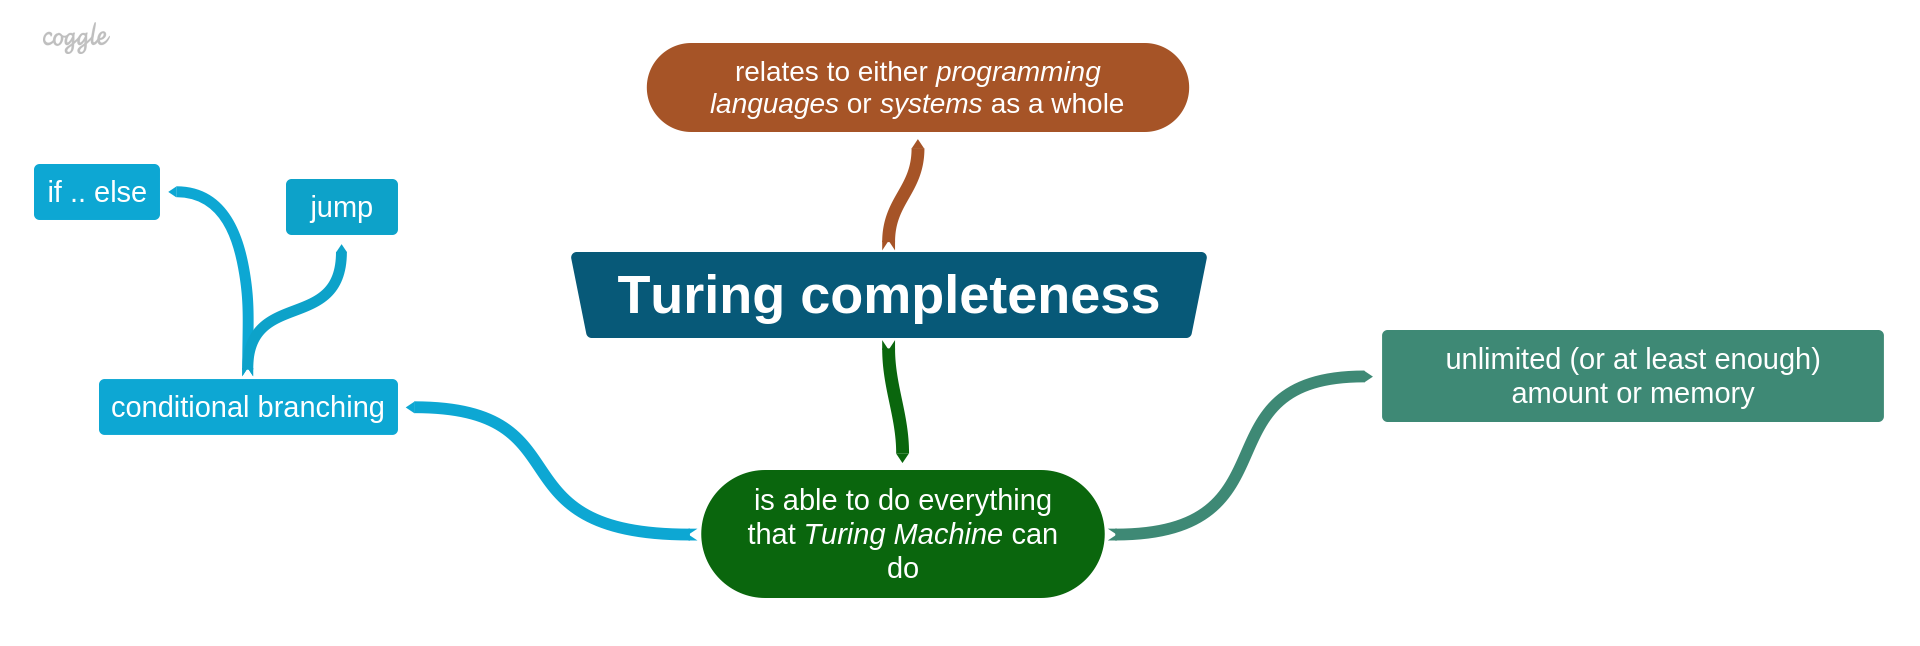 coggle
relates to either programming
languages or systems as a whole
if .. else
jump
Turing completeness
unlimited (or at least enough)
amount or memory
conditional branching
is able to do everything
that Turing Machine can
do